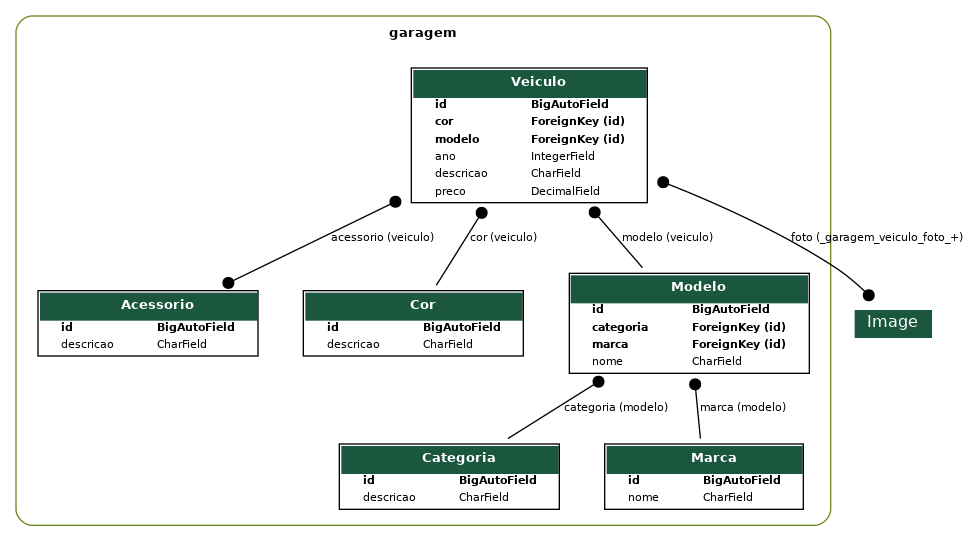 garagem
Veiculo
id BigAutoField
cor ForeignKey (id)
modelo ForeignKey (id)
ano IntegerField
descricao CharField
preco DecimalField
acessorio (veiculo)
cor (veiculo)
modelo (veiculo)
foto (_garagem_veiculo_foto_+)
Acessorio
id BigAutoField
descricao CharField
Cor
id BigAutoField
descricao CharField
Modelo
id BigAutoField
categoria ForeignKey (id)
marca ForeignKey (id)
nome CharField
Image
categoria (modelo)
marca (modelo)
Categoria
id BigAutoField
descricao CharField
Marca
id BigAutoField
nome CharField